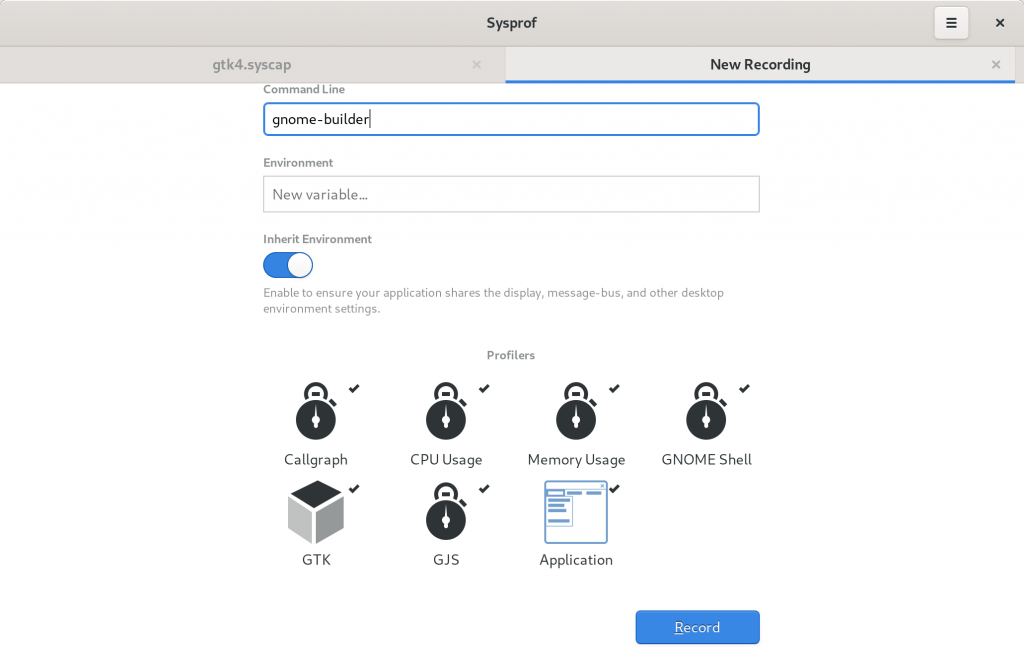 Sysprof
gtk4.syscap
New Recording
Command Line
gnome-builder
Environment
New variable...
Inherit Environment
Enable to ensure your application shares the display, message-bus, and other desktop
environment settings.
Profilers
Callgraph
CPU Usage
Memory Usage
GNOME Shell
GTK
GJS
Application
Record